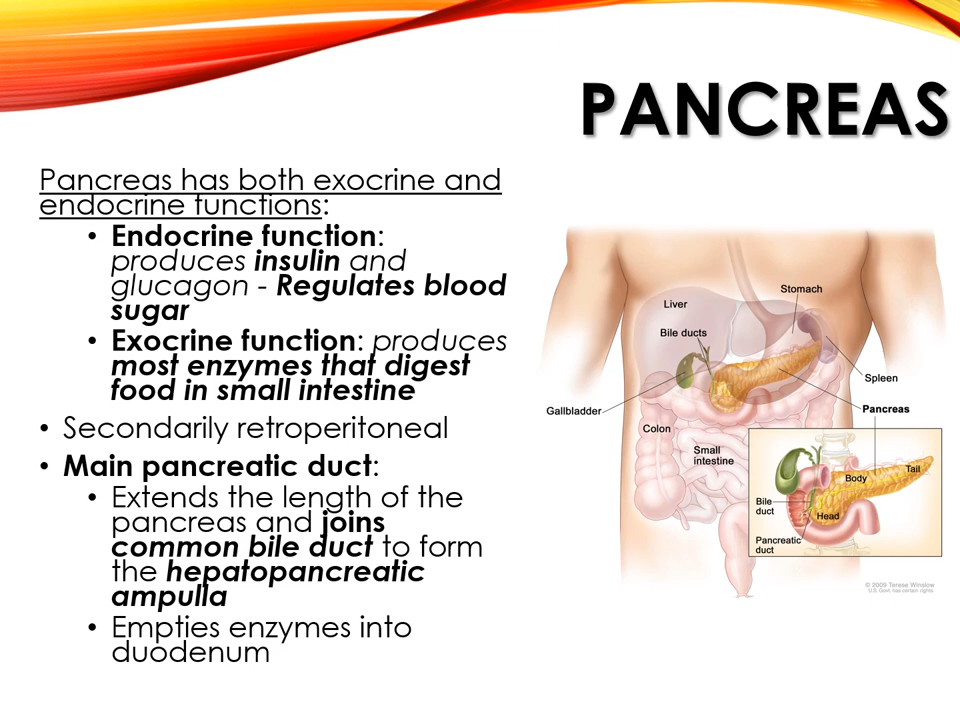 PANCREAS
Pancreas has both exocrine and
endocrine functions:
• Endocrine function:
produces insulin and
glucagon - Regulates blood
sugar
• Exocrine function: produces
most enzymes that digest
food in small intestine
• Secondarily retroperitoneal
• Main pancreatic duct:
• Extends the length of the
pancreas and joins
common bile duct to form
the hepatopancreatic
ampulla
• Empties enzymes into
duodenum
Stomach
Liver
Bile ducts
Spleen
Gallbladder
Pancreas
Colon
Small
intestine
Tail
Body
Bile
duct
Head
Pancreatic
duct
© 2009 Terese Winslow
U.S. Govt. has certain rights